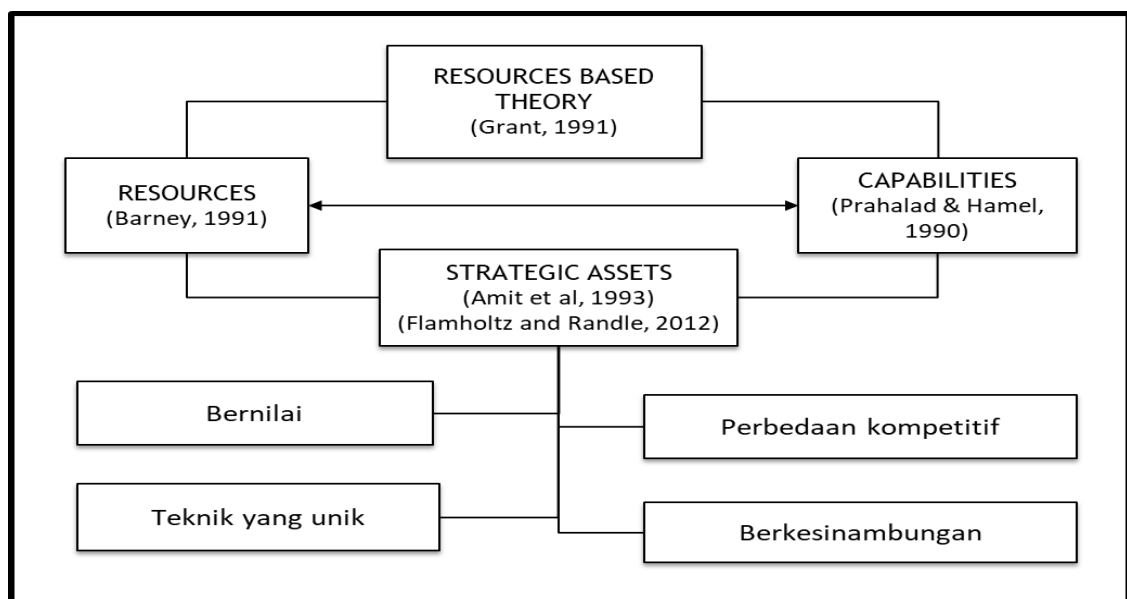 RESOURCES BASED
THEORY
(Grant, 1991)
RESOURCES
(Barney, 1991)
CAPABILITIES
(Prahalad & Hamel,
1990)
STRATEGIC ASSETS
(Amit et al, 1993)
(Flamholtz and Randle, 2012)
Bernilai
Perbedaan kompetitif
Teknik yang unik
Berkesinambungan